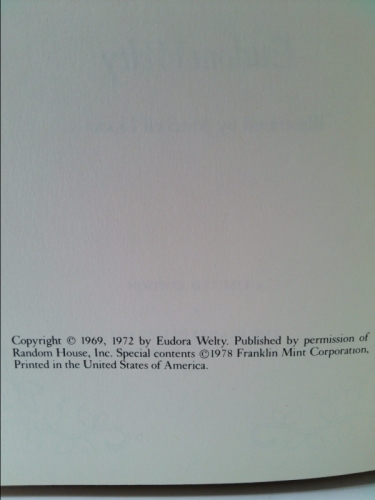 Copyright © 1969, 1972 by Eudora Welty. Published by permission of
Random House, Inc. Special contents ©1978 Franklin Mint Corporation,
Printed in the United States of America.